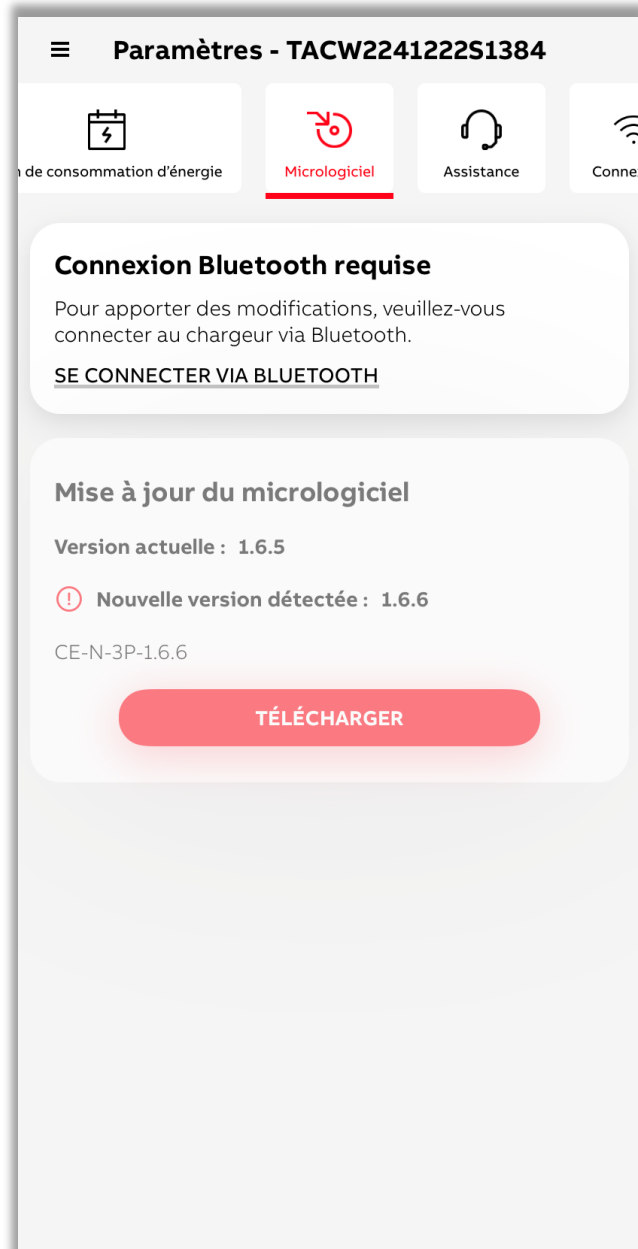 Paramètres - TACW2241222S1384
de consommation d'énergie
Micrologiciel
Assistance
Connexion Bluetooth requise
Pour apporter des modifications, veuillez-vous
connecter au chargeur via Bluetooth.
SE CONNECTER VIA BLUETOOTH
Mise à jour du micrologiciel
Version actuelle : 1.6.5
Nouvelle version détectée : 1.6.6
CE-N-3P-1.6.6
TÉLÉCHARGER